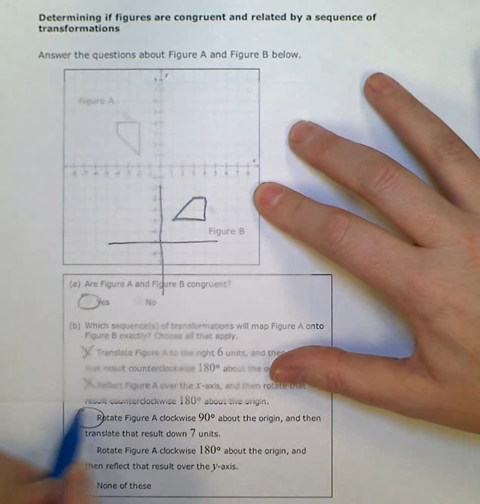 Determining if figures are congruent and related by a sequence of
transformations
Answer the questions about Figure A and Figure B below.
y
Figure A
x
Figure B
(a) Are Figure A and Figure B congruent?
Yes No
(b) Which sequence(s) of transformations will map Figure A onto
Figure B exactly? Choose all that apply.
Translate Figure A to the right 6 units, and then
that result counterclockwise 180° about the
Reflect Figure A over the x-axis, and then rotate that
result counterclockwise 180° about the origin.
Rotate Figure A clockwise 90° about the origin, and then
translate that result down 7 units.
Rotate Figure A clockwise 180° about the origin, and
then reflect that result over the y-axis.
None of these